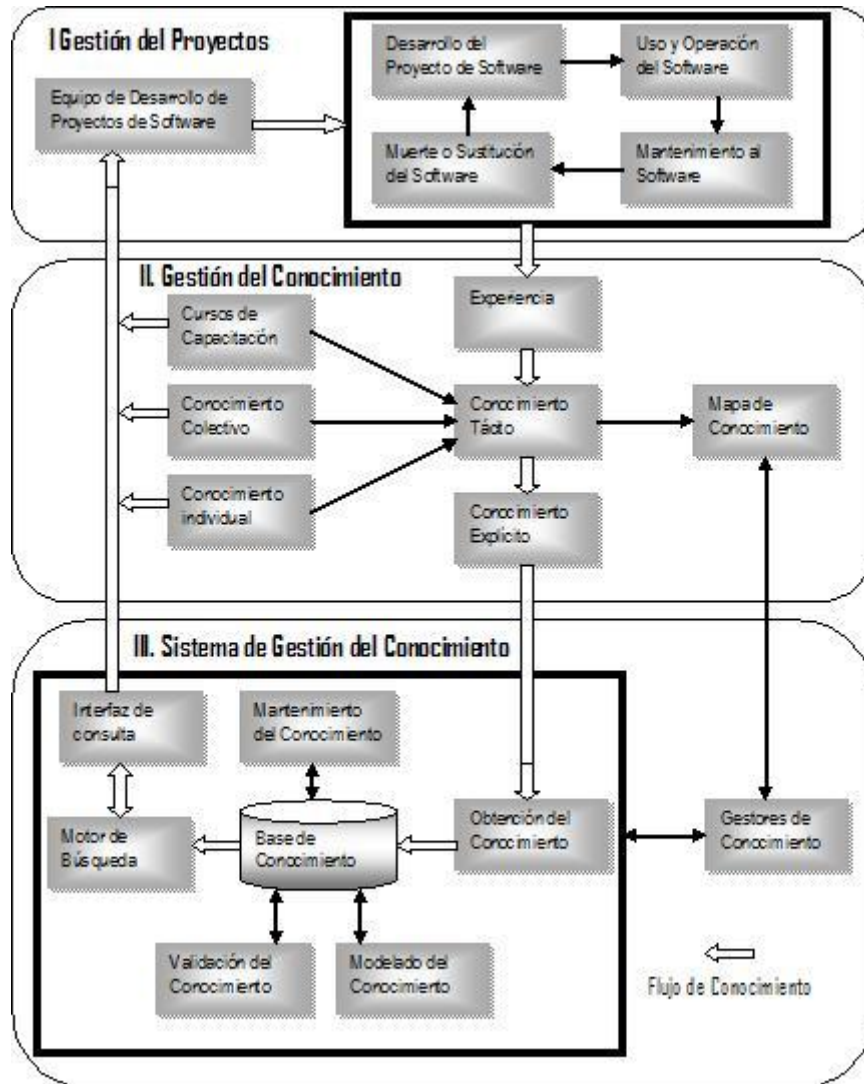 I Gestión del Proyectos
Equipo de Desarrollo de
Proyectos de Software
Desarrollo del
Proyecto de Software
Uso y Operación
del Software
Muerte o Sustitución
del Software
Mantenimiento al
Software
II. Gestión del Conocimiento
Cursos de
Capacitación
Experiencia
Conocimiento
Colectivo
Conocimiento
Tácito
Mapa de
Conocimiento
Conocimiento
individual
Conocimiento
Explícito
III. Sistema de Gestión del Conocimiento
Interfaz de
consulta
Mantenimiento
del Conocimiento
Motor de
Búsqueda
Base de
Conocimiento
Obtención del
Conocimiento
Gestores de
Conocimiento
Validación del
Conocimiento
Modelado del
Conocimiento
Flujo de Conocimiento